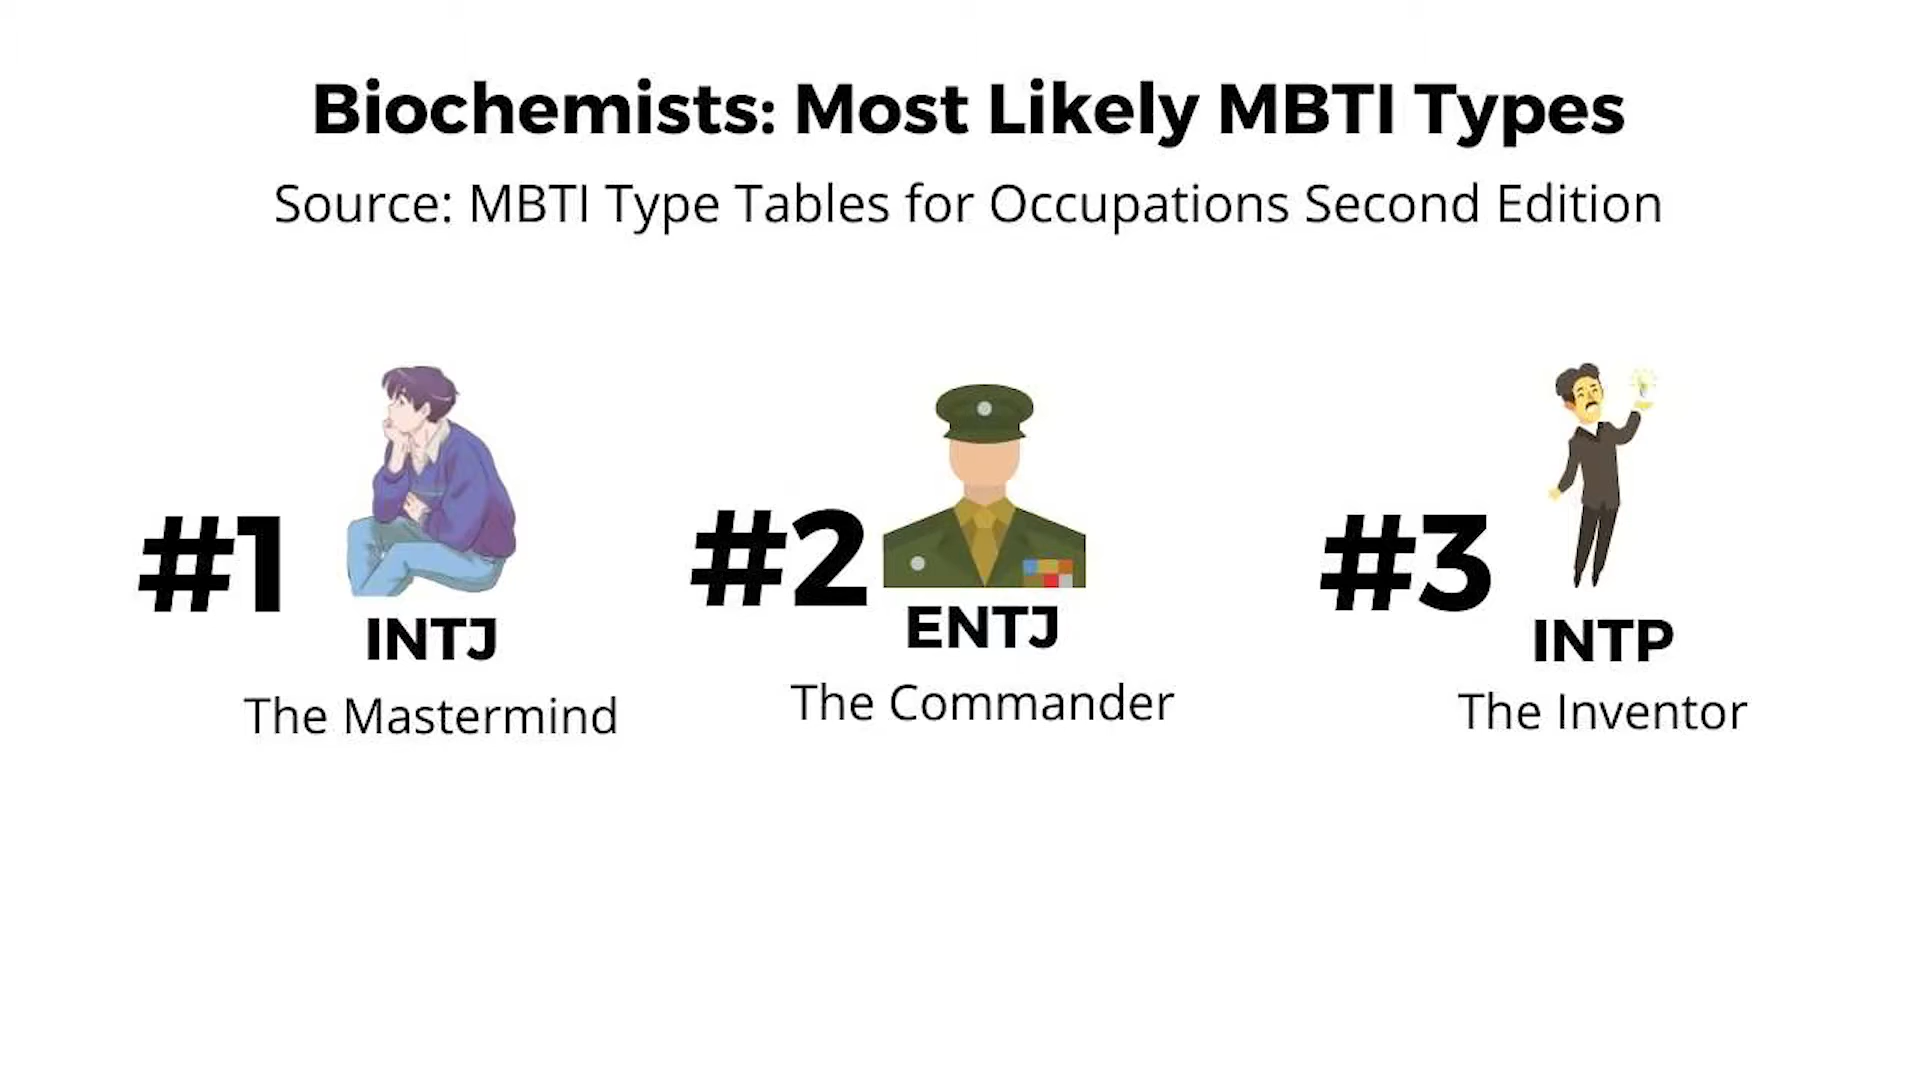 Biochemists: Most Likely MBTI Types
Source: MBTI Type Tables for Occupations Second Edition
#1
INTJ
The Mastermind
#2
ENTJ
The Commander
#3
INTP
The Inventor